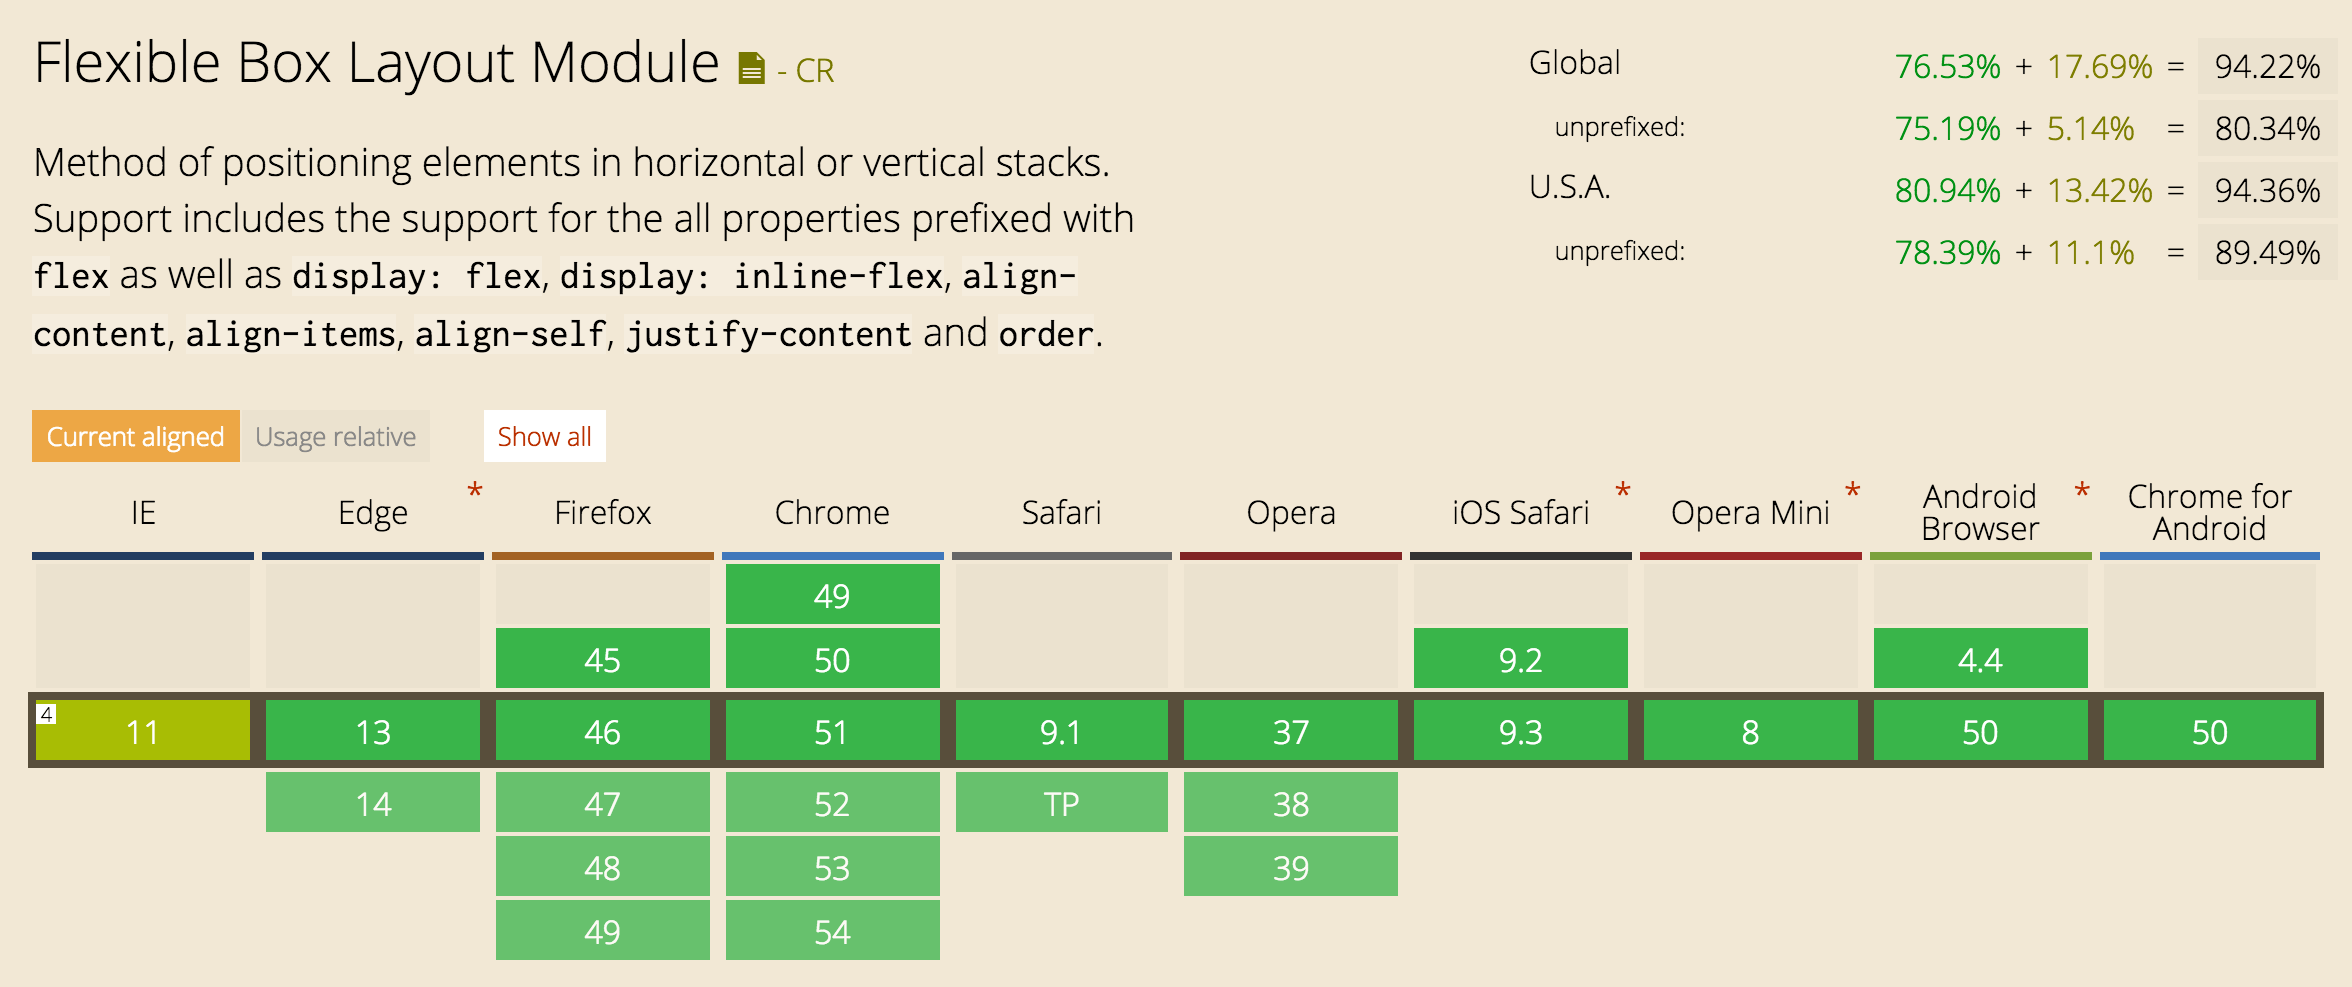 Flexible Box Layout Module - CR
Global 76.53% + 17.69% = 94.22%
unprefixed: 75.19% + 5.14% = 80.34%
U.S.A. 80.94% + 13.42% = 94.36%
unprefixed: 78.39% + 11.1% = 89.49%
Method of positioning elements in horizontal or vertical stacks.
Support includes the support for the all properties prefixed with
flex as well as display: flex, display: inline-flex, align-
content, align-items, align-self, justify-content and order.
Current aligned Usage relative Show all
IE Edge * Firefox Chrome Safari Opera iOS Safari * Opera Mini * Android Browser * Chrome for Android
49
45 50 9.2 4.4
4 11 13 46 51 9.1 37 9.3 8 50 50
14 47 52 TP 38
48 53 39
49 54